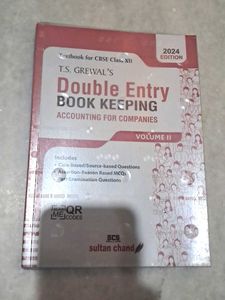 Textbook for CBSE Class XII
T.S. GREWAL'S
2024
EDITION
Double Entry
BOOK KEEPING
ACCOUNTING FOR COMPANIES
VOLUME II
Includes
Case Based/Source-based Questions
Assertion-Reason Based MCQs
Examination Questions
QR
CODES
sultan chand